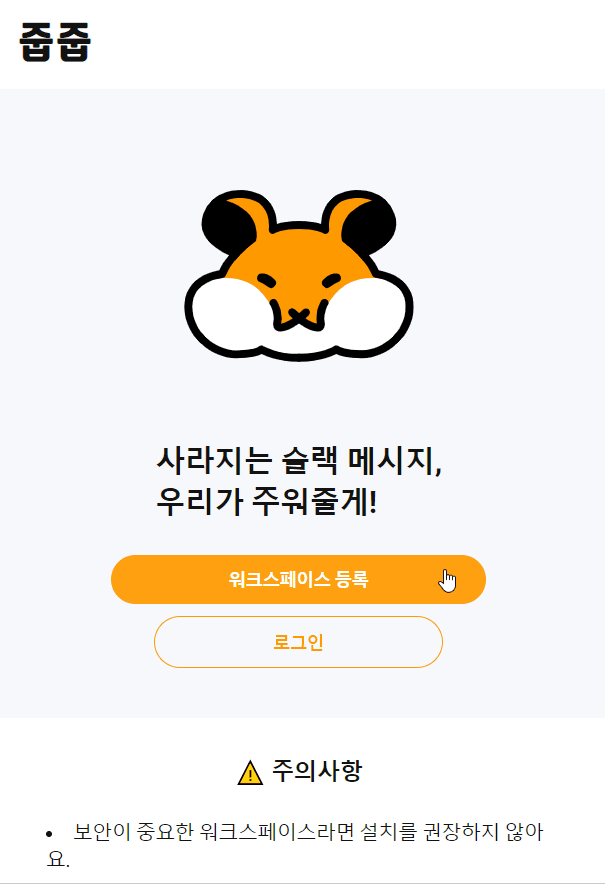 줍줍
사라지는 슬랙 메시지,
우리가 주워줄게!
워크스페이스 등록
로그인
⚠ 주의사항
• 보안이 중요한 워크스페이스라면 설치를 권장하지 않아
요.